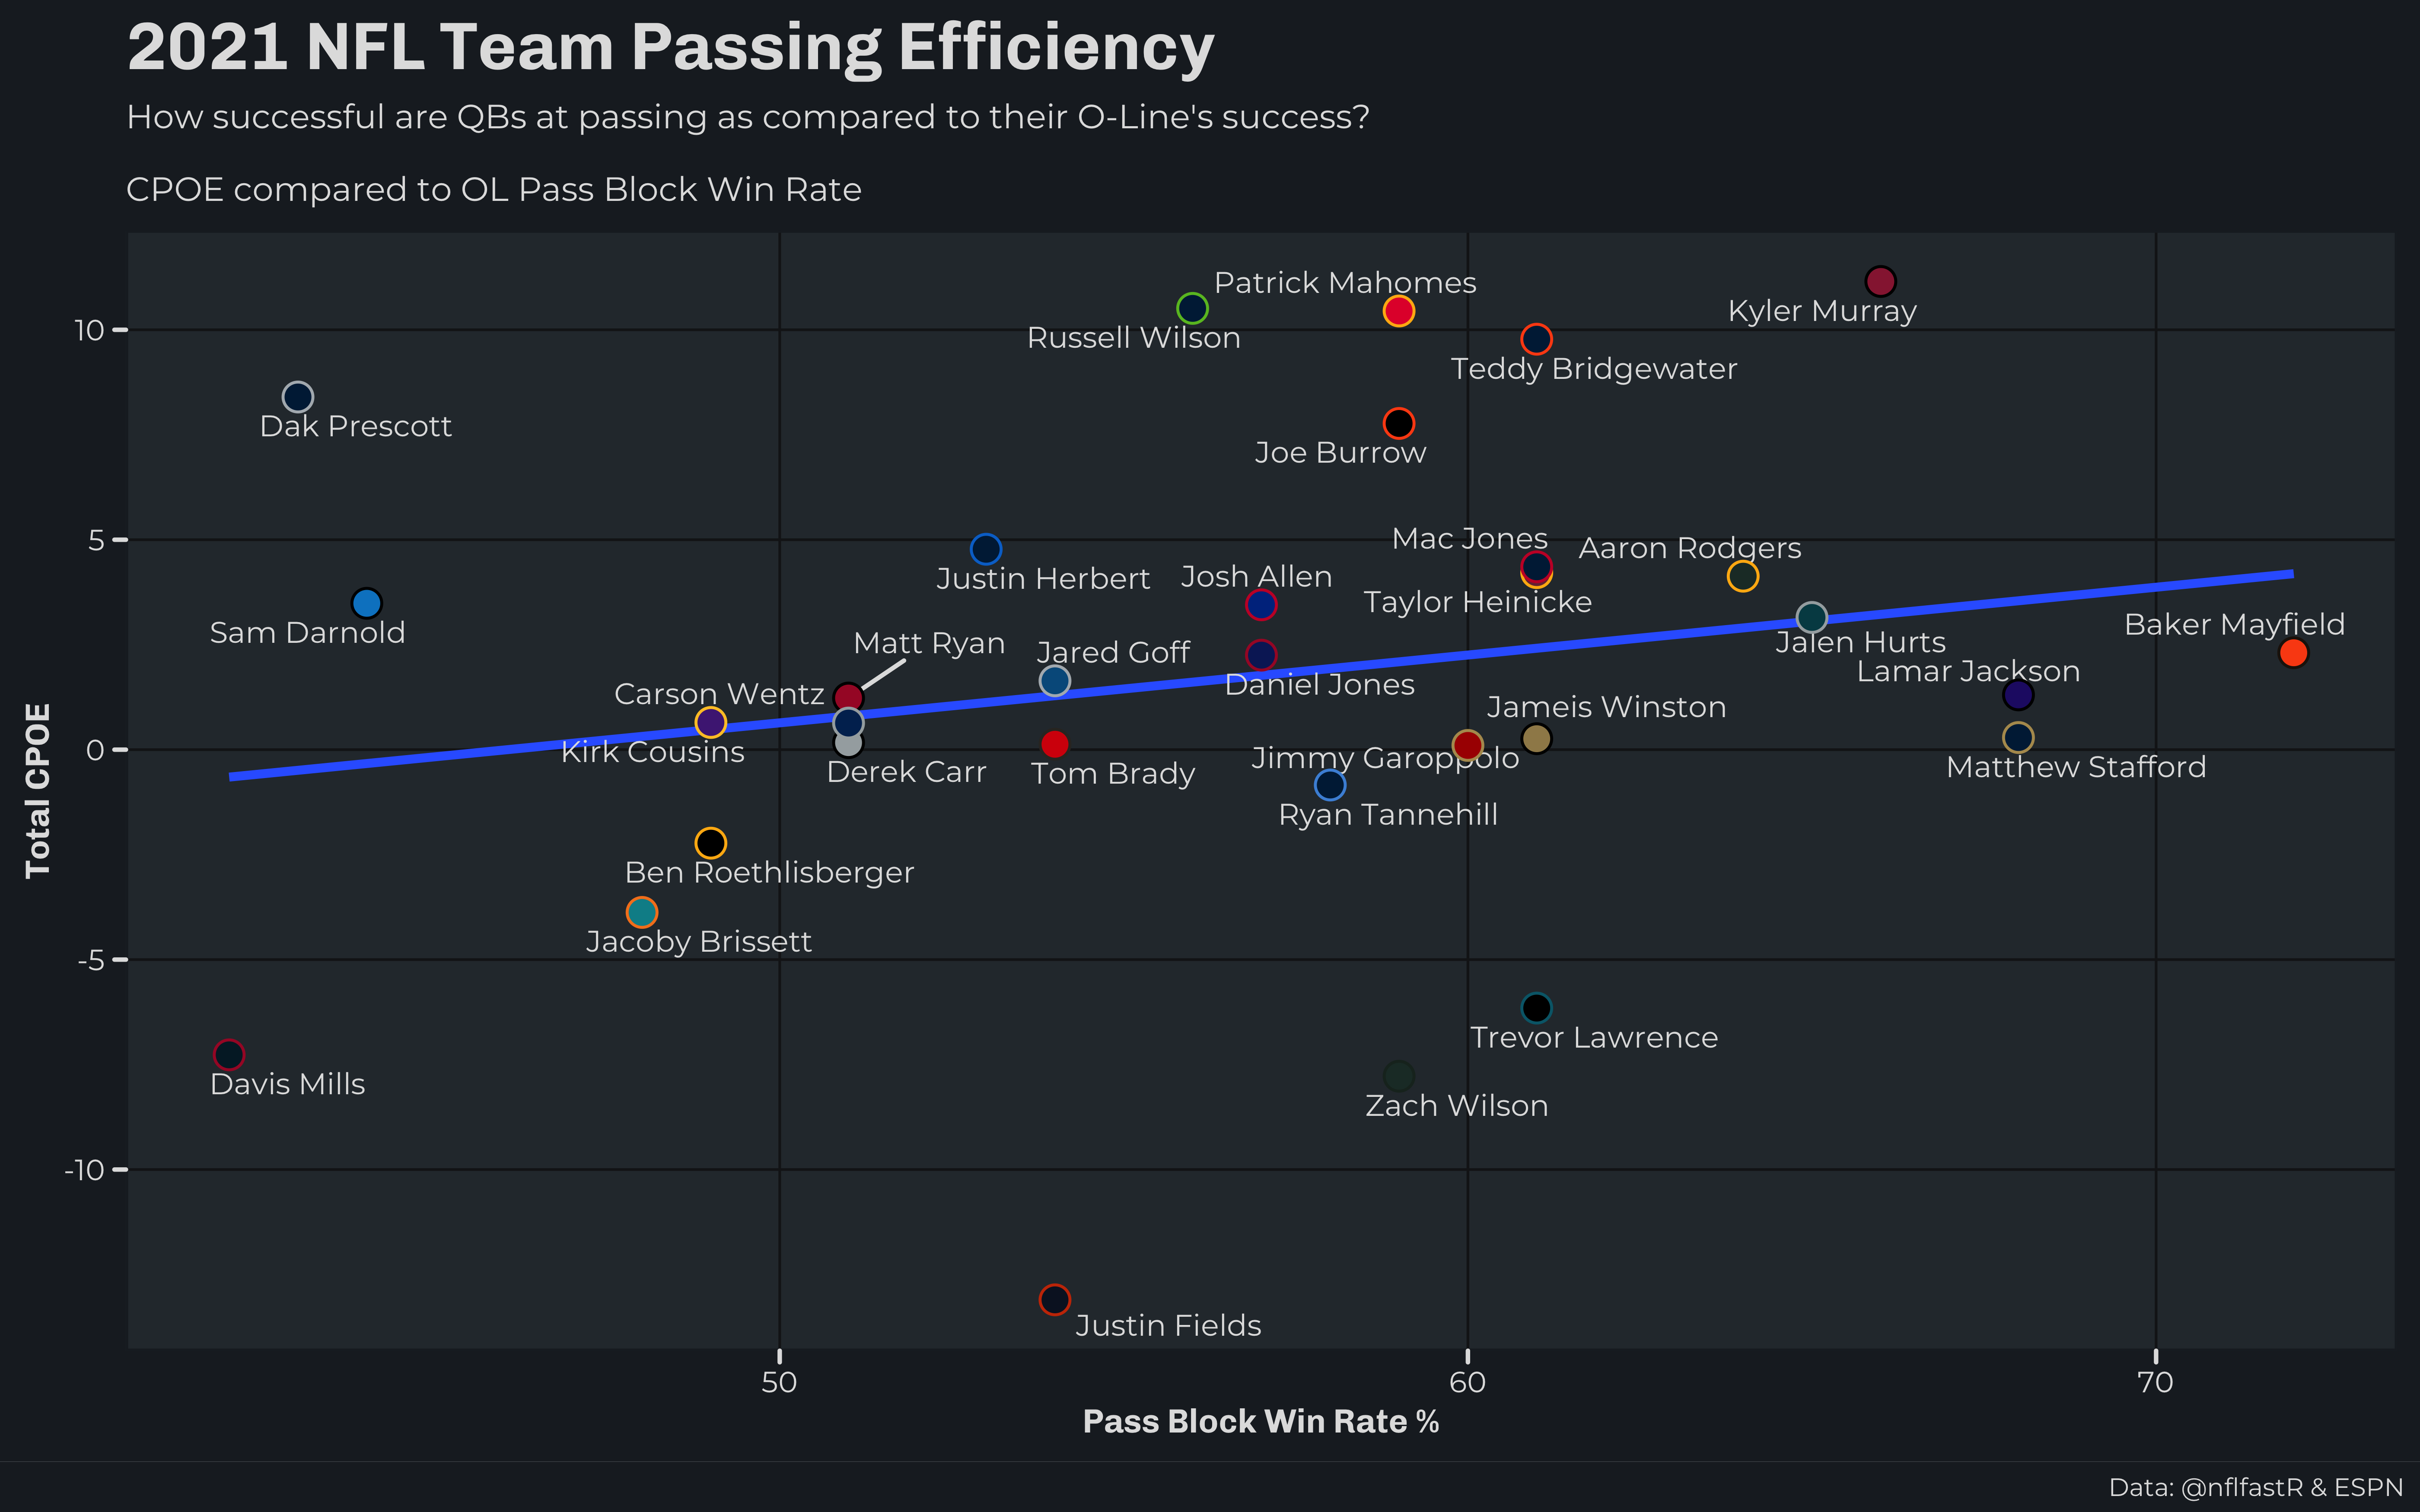 2021 NFL Team Passing Efficiency
How successful are QBs at passing as compared to their O-Line's success?
CPOE compared to OL Pass Block Win Rate
Total CPOE
10
5
0
-5
-10
Patrick Mahomes
Kyler Murray
Russell Wilson
Teddy Bridgewater
Dak Prescott
Joe Burrow
Mac Jones
Aaron Rodgers
Justin Herbert
Josh Allen
Taylor Heinicke
Sam Darnold
Baker Mayfield
Matt Ryan
Jared Goff
Jalen Hurts
Lamar Jackson
Carson Wentz
Daniel Jones
Jameis Winston
Kirk Cousins
Jimmy Garoppolo
Derek Carr
Tom Brady
Matthew Stafford
Ryan Tannehill
Ben Roethlisberger
Jacoby Brissett
Trevor Lawrence
Davis Mills
Zach Wilson
Justin Fields
50
60
70
Pass Block Win Rate %
Data: @nflfastR & ESPN